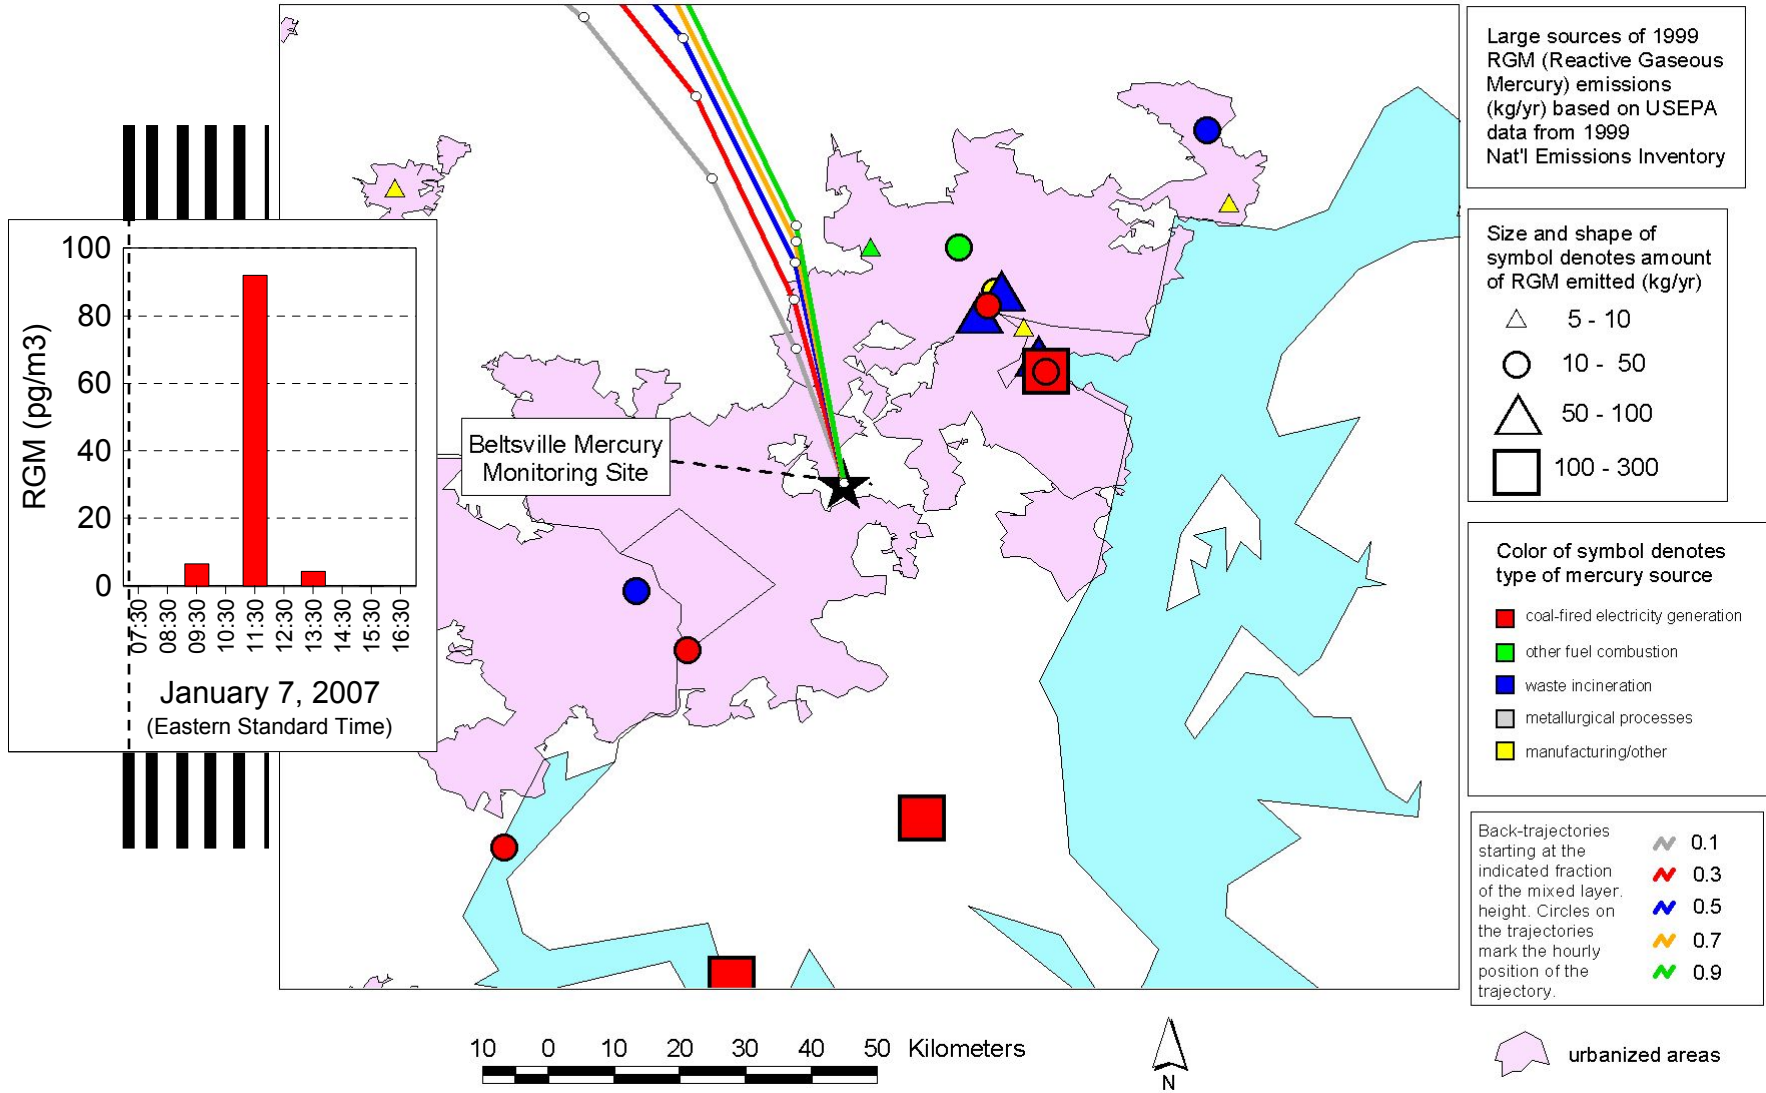 Large sources of 1999
RGM (Reactive Gaseous
Mercury) emissions
(kg/yr) based on USEPA
data from 1999
Nat'l Emissions Inventory
Size and shape of
symbol denotes amount
of RGM emitted (kg/yr)
5 - 10
10 - 50
50 - 100
100 - 300
Color of symbol denotes
type of mercury source
coal-fired electricity generation
other fuel combustion
waste incineration
metallurgical processes
manufacturing/other
Back-trajectories
starting at the
indicated fraction
of the mixed layer.
height. Circles on
the trajectories
mark the hourly
position of the
trajectory.
0.1
0.3
0.5
0.7
0.9
urbanized areas
Beltsville Mercury
Monitoring Site
RGM (pg/m3)
100
80
60
40
20
0
07:30
08:30
09:30
10:30
11:30
12:30
13:30
14:30
15:30
16:30
January 7, 2007
(Eastern Standard Time)
10 0 10 20 30 40 50 Kilometers
N